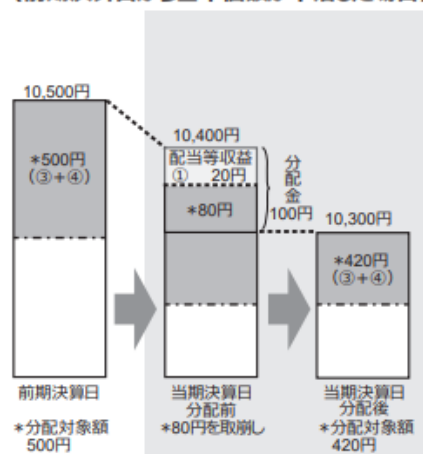 10,500円
*500円
(③+④)
10,400円
配当等収益
① 20円
*80円
分配金
100円
10,300円
*420円
(③+④)
前期決算日
*分配対象額
500円
当期決算日
分配前
*80円を取崩し
当期決算日
分配後
*分配対象額
420円